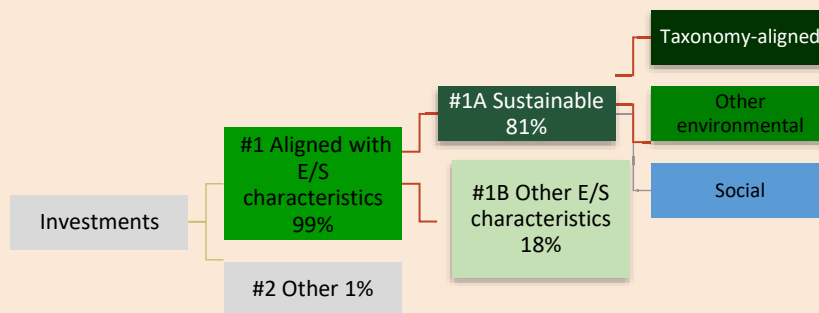 Taxonomy-aligned
#1A Sustainable
81%
Other
environmental
#1 Aligned with
E/S
characteristics
99%
#1B Other E/S
characteristics
18%
Social
Investments
#2 Other 1%